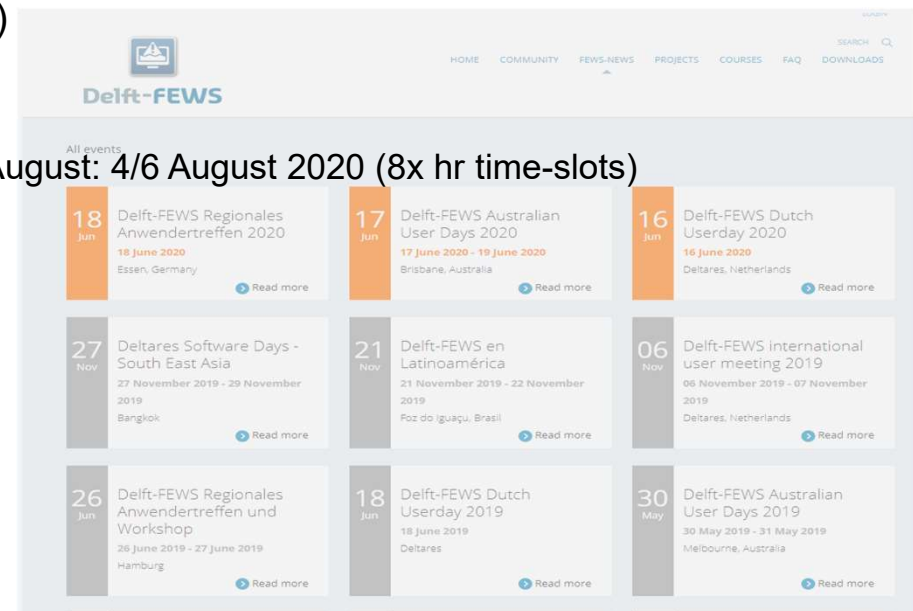 )
SEARCH
HOME COMMUNITY FEWS-NEWS PROJECTS COURSES FAQ DOWNLOADS
Delft-FEWS
All events
August: 4/6 August 2020 (8x hr time-slots)
18
Jun
Delft-FEWS Regionales
Anwendertreffen 2020
18 June 2020
Essen, Germany
Read more
17
Jun
Delft-FEWS Australian
User Days 2020
17 June 2020 - 19 June 2020
Brisbane, Australia
Read more
16
Jun
Delft-FEWS Dutch
Userday 2020
16 June 2020
Deltares, Netherlands
Read more
27
Nov
Deltares Software Days -
South East Asia
27 November 2019 - 29 November
2019
Bangkok
Read more
21
Nov
Delft-FEWS en
Latinoamérica
21 November 2019 - 22 November
2019
Foz do Iguaçu, Brasil
Read more
06
Nov
Delft-FEWS international
user meeting 2019
06 November 2019 - 07 November
2019
Deltares, Netherlands
Read more
26
Jun
Delft-FEWS Regionales
Anwendertreffen und
Workshop
26 June 2019 - 27 June 2019
Hamburg
Read more
18
Jun
Delft-FEWS Dutch
Userday 2019
18 June 2019
Deltares
Read more
30
May
Delft-FEWS Australian
User Days 2019
30 May 2019 - 31 May 2019
Melbourne, Australia
Read more